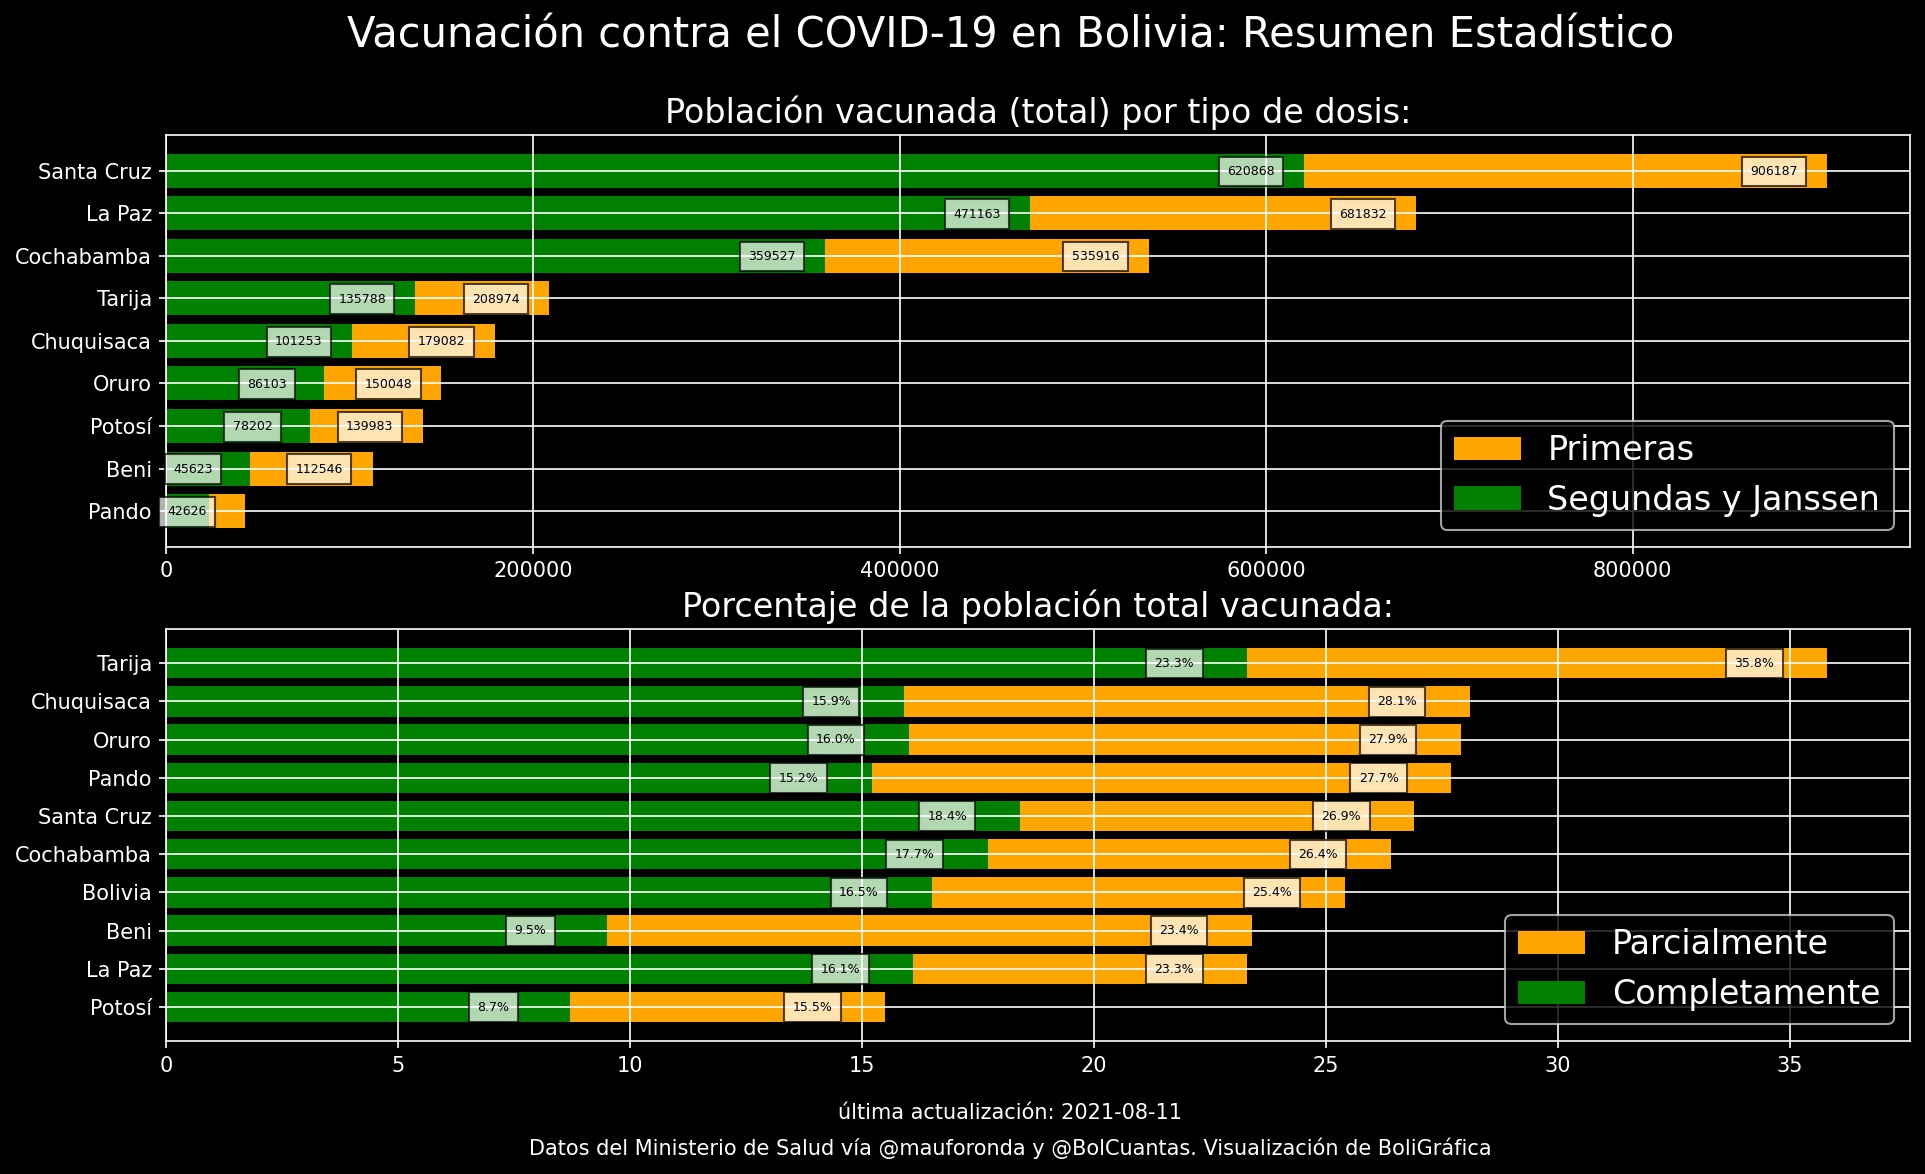 Vacunación contra el COVID-19 en Bolivia: Resumen Estadístico
Población vacunada (total) por tipo de dosis:
Santa Cruz 620868 906187
La Paz 471163 681832
Cochabamba 359527 535916
Tarija 135788 208974
Chuquisaca 101253 179082
Oruro 86103 150048
Potosí 78202 139983
Beni 45623 112546
Pando 42626
Primeras
Segundas y Janssen
0 200000 400000 600000 800000
Porcentaje de la población total vacunada:
Tarija 23.3% 35.8%
Chuquisaca 15.9% 28.1%
Oruro 16.0% 27.9%
Pando 15.2% 27.7%
Santa Cruz 18.4% 26.9%
Cochabamba 17.7% 26.4%
Bolivia 16.5% 25.4%
Beni 9.5% 23.4%
La Paz 16.1% 23.3%
Potosí 8.7% 15.5%
Parcialmente
Completamente
0 5 10 15 20 25 30 35
última actualización: 2021-08-11
Datos del Ministerio de Salud vía @mauforonda y @BolCuantas. Visualización de BoliGráfica